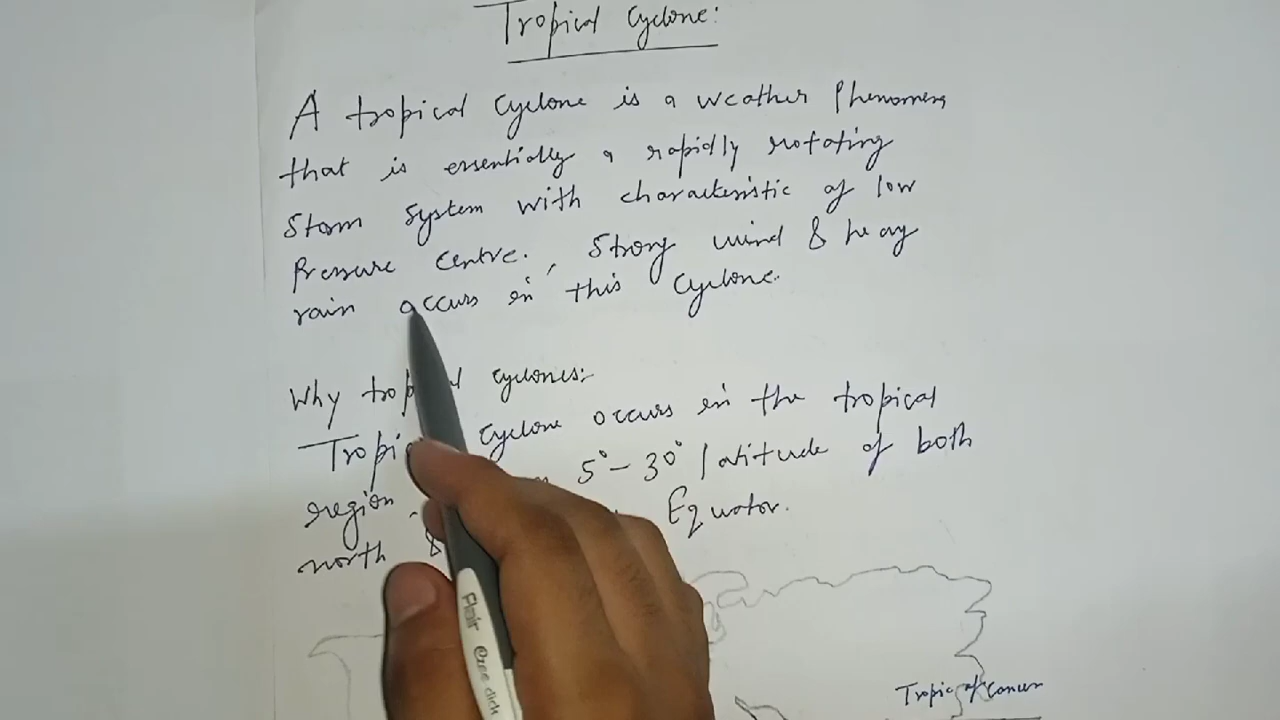 Tropical Cyclone:
A tropical Cyclone is a weather Phenomena
that is essentially a rapidly rotating
Storm System with characteristic of low
Pressure Centre. , Strong wind & heavy
rain occurs in this Cyclone.
Why tropical cyclones:
Tropic Cyclone occurs in the tropical
region 5°-30° latitude of both
north & Equator.
Tropic of Cancer
Flair